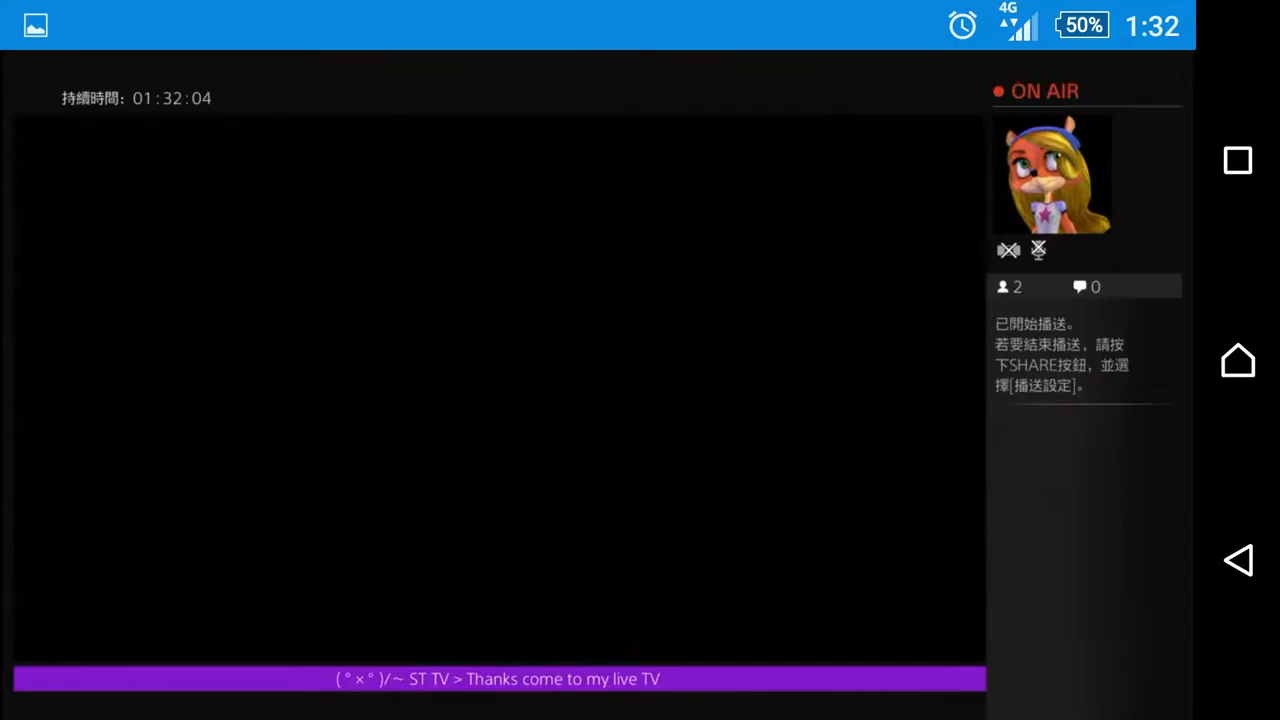 4G
50%
1:32
持續時間: 01:32:04
ON AIR
2
0
已開始播送。
若要結束播送，請按
下SHARE按鈕，並選
擇[播送設定]。
( ° × ° )/~ ST TV > Thanks come to my live TV